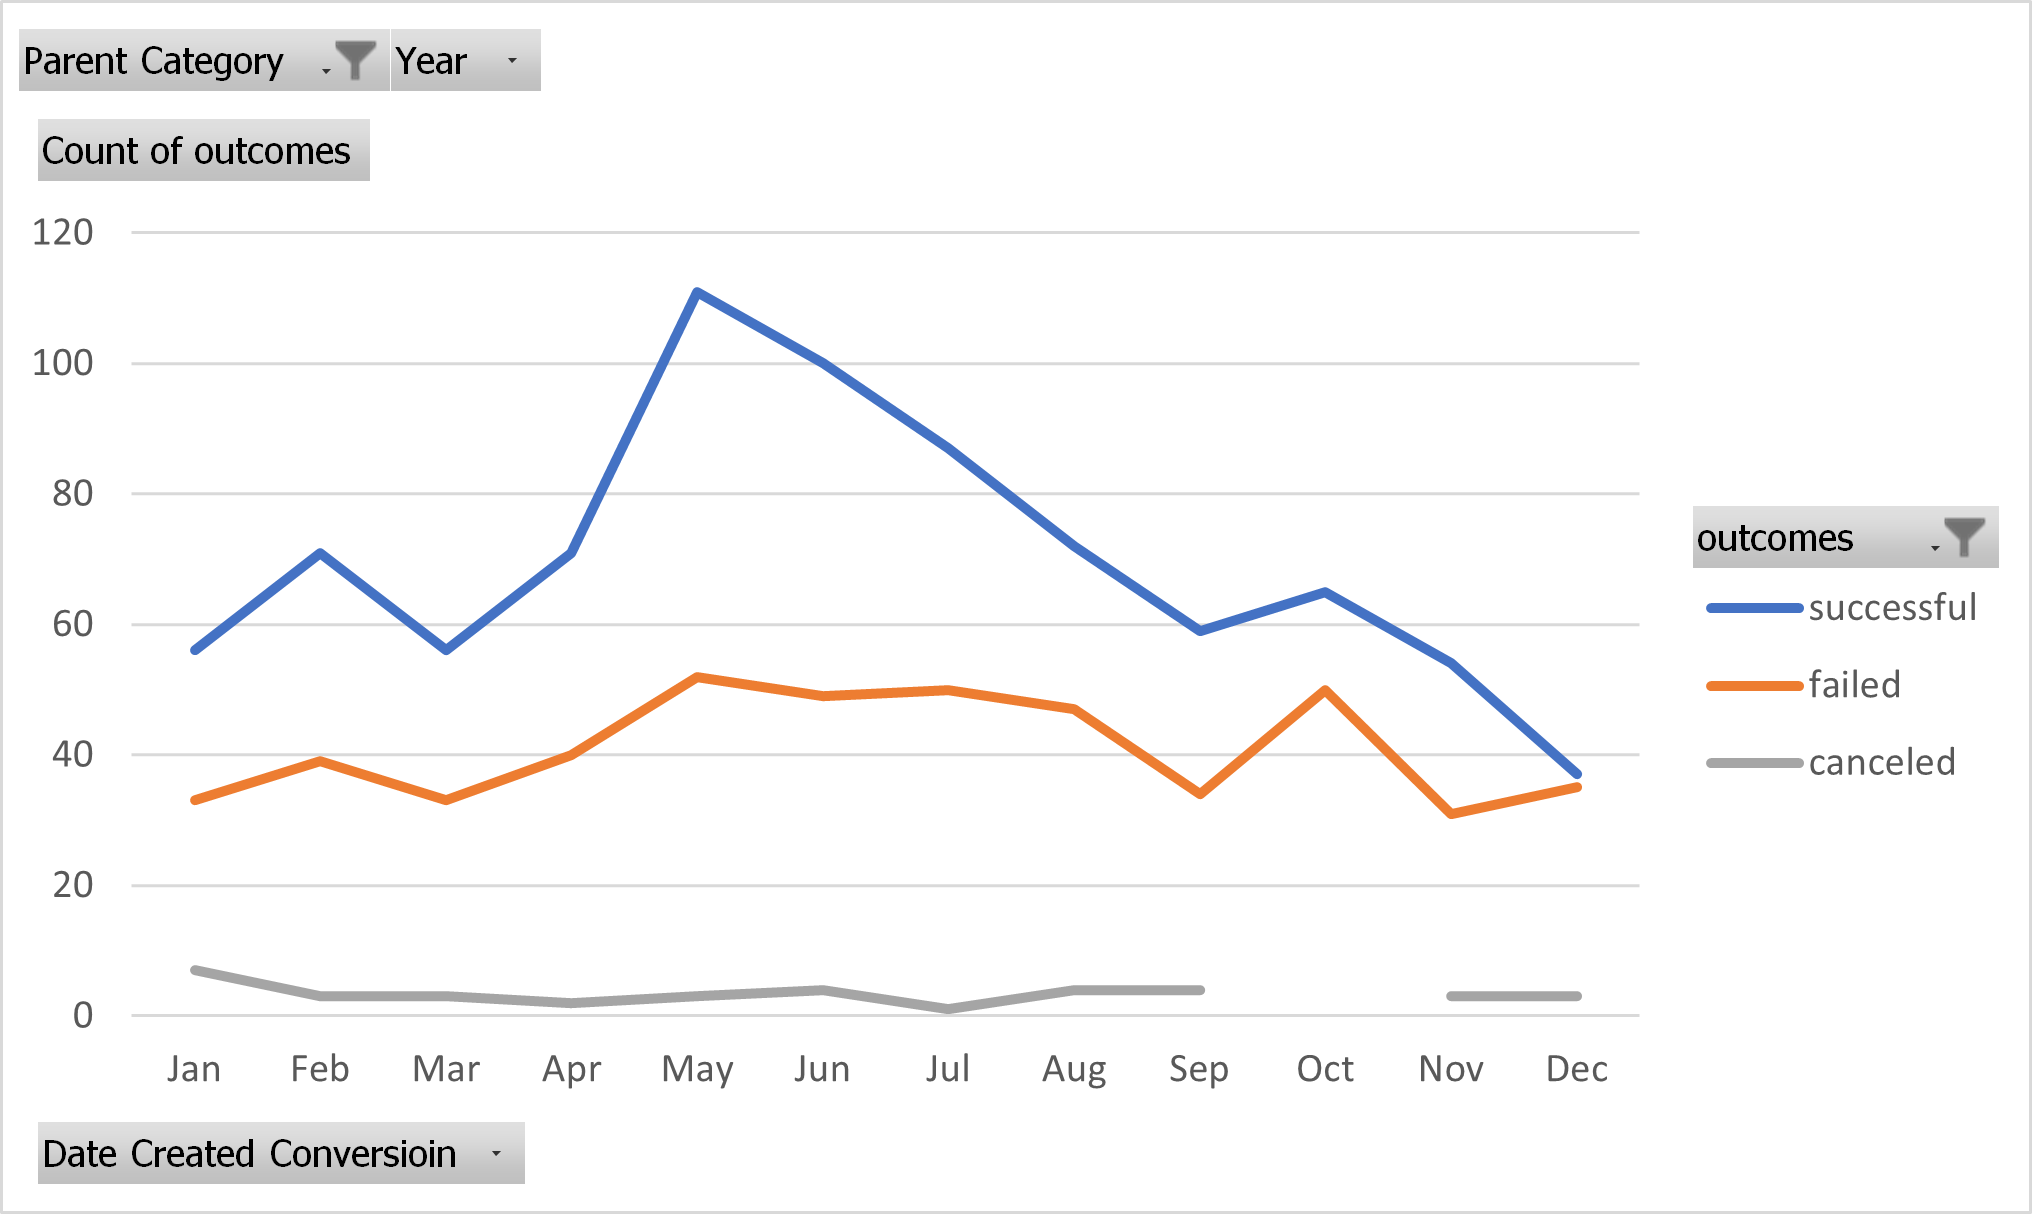 Parent Category Year
Count of outcomes
120
100
80
60
40
20
0
Jan Feb Mar Apr May Jun Jul Aug Sep Oct Nov Dec
outcomes
successful
failed
canceled
Date Created Conversioin